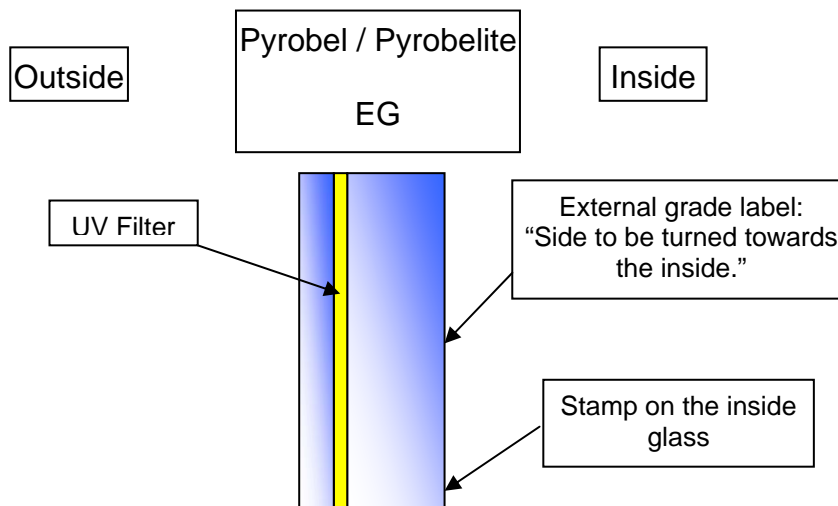 Pyrobel / Pyrobelite
EG
Outside
Inside
UV Filter
External grade label:
“Side to be turned towards
the inside.”
Stamp on the inside
glass